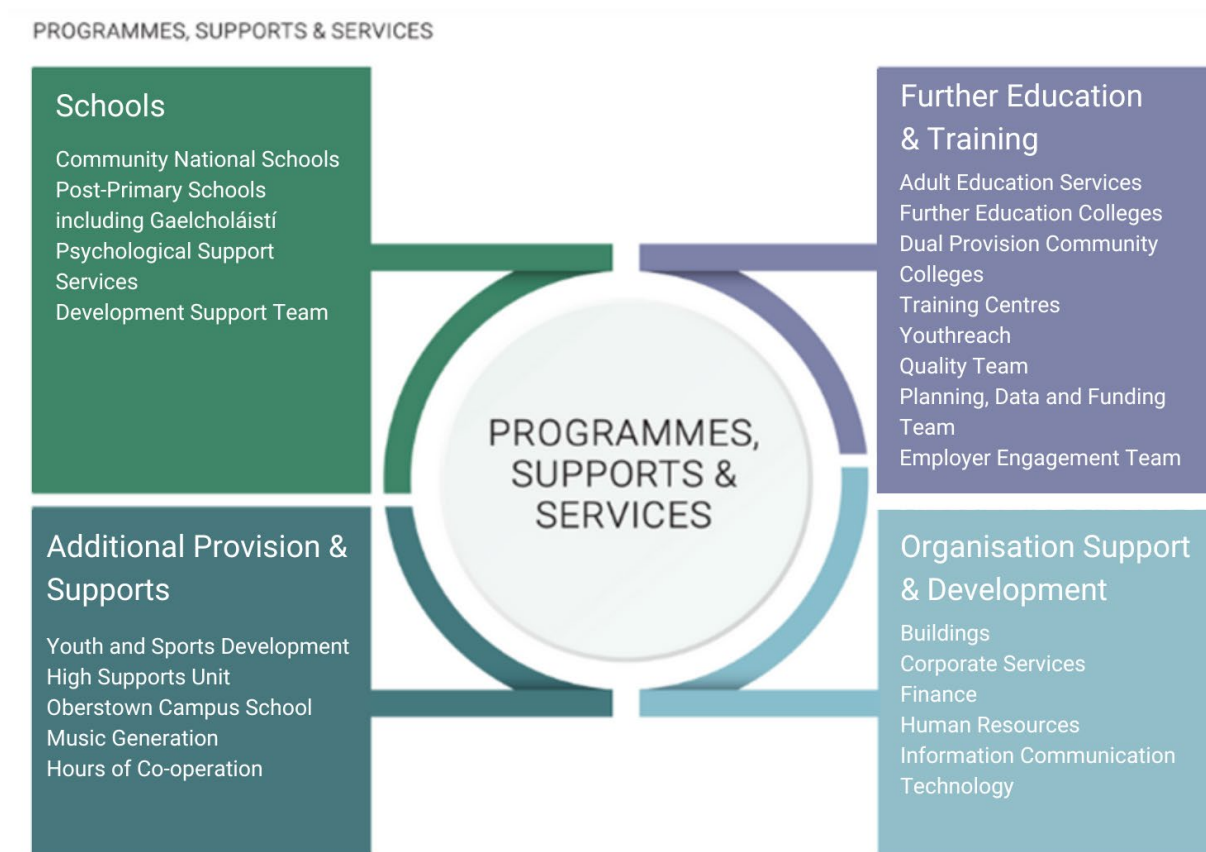 PROGRAMMES, SUPPORTS & SERVICES
Schools
Community National Schools
Post-Primary Schools
including Gaelcholáistí
Psychological Support
Services
Development Support Team
Further Education
& Training
Adult Education Services
Further Education Colleges
Dual Provision Community
Colleges
Training Centres
Youthreach
Quality Team
Planning, Data and Funding
Team
Employer Engagement Team
PROGRAMMES,
SUPPORTS &
SERVICES
Additional Provision &
Supports
Youth and Sports Development
High Supports Unit
Oberstown Campus School
Music Generation
Hours of Co-operation
Organisation Support
& Development
Buildings
Corporate Services
Finance
Human Resources
Information Communication
Technology